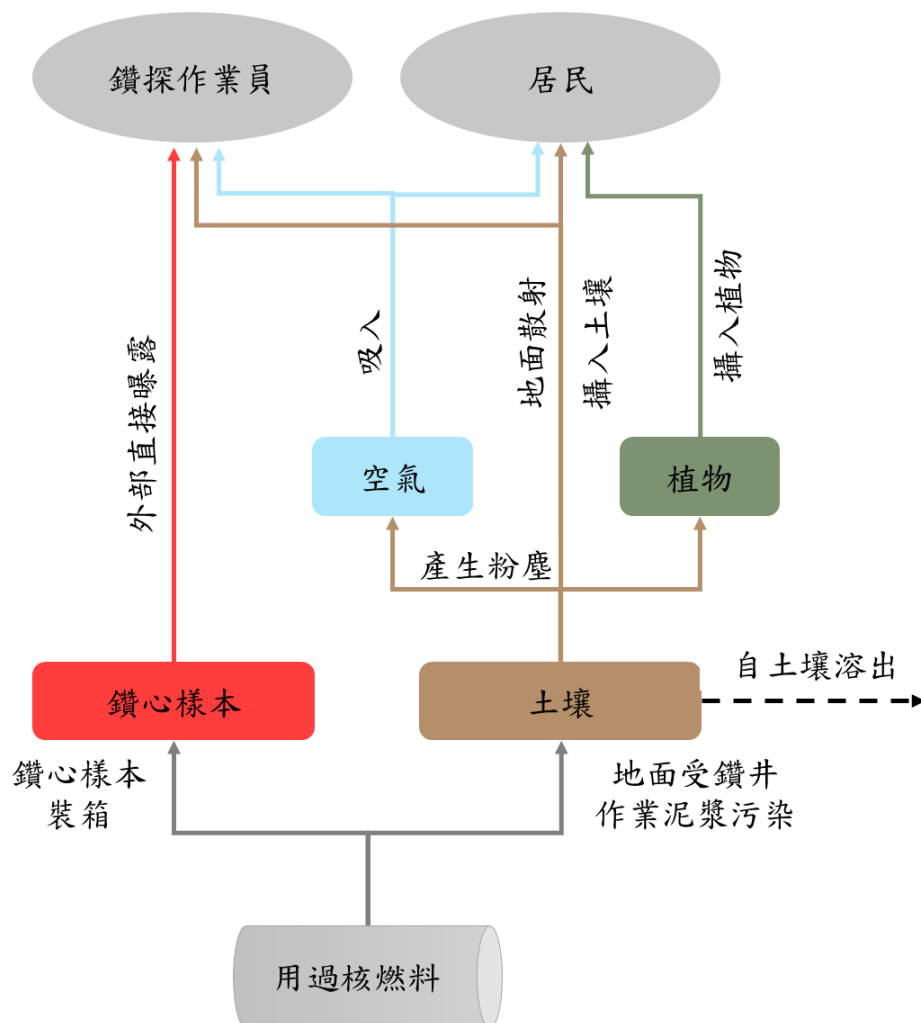 鑽探作業員
居民
外部直接曝露
吸入
地面散射
攝入土壤
攝入植物
空氣
植物
產生粉塵
鑽心樣本
土壤
自土壤溶出
鑽心樣本
裝箱
地面受鑽井
作業泥漿污染
用過核燃料